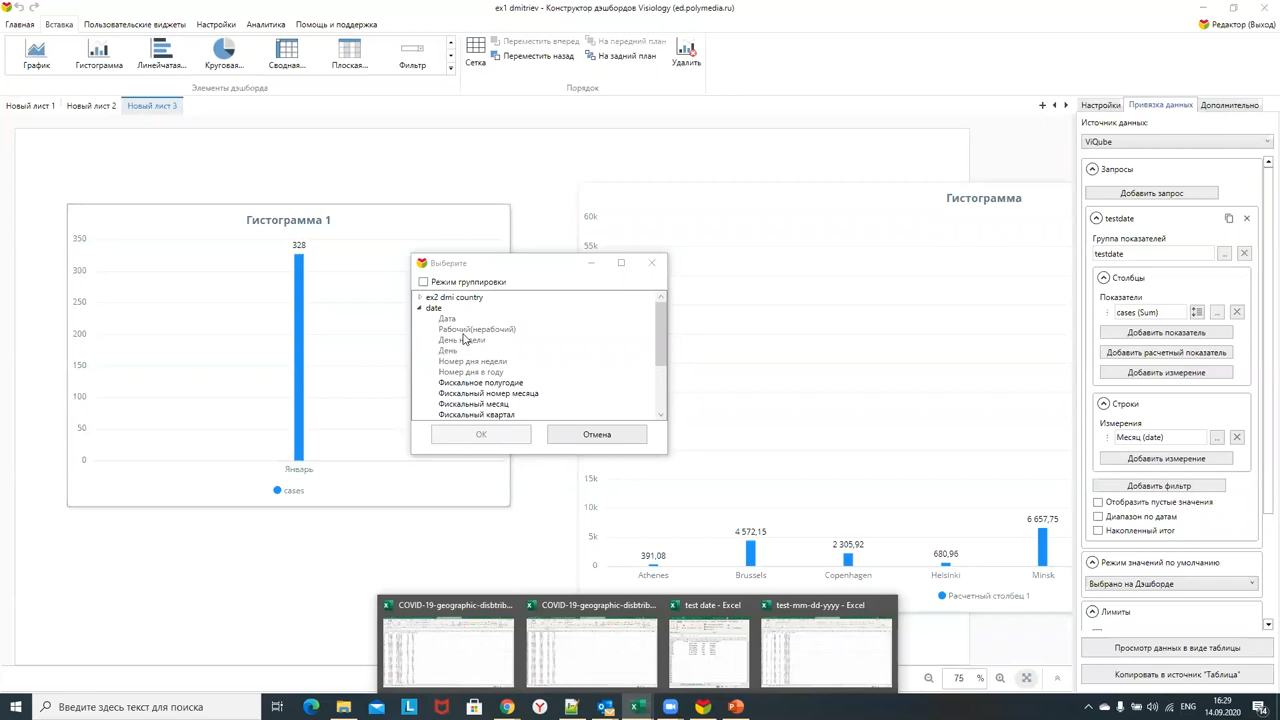 ex1 dmitriev - Конструктор дэшбордов Visiology (ed.polymedia.ru)
Главная Вставка Пользовательские виджеты Настройки Аналитика Помощь и поддержка
Редактор (Выход)
График Гистограмма Линейчатая... Круговая... Сводная... Плоская... Фильтр
Элементы дэшборда
Сетка
Переместить вперед
На передний план
Переместить назад
На задний план
Удалить
Порядок
Новый лист 1 Новый лист 2 Новый лист 3
Гистограмма 1
350
300
250
200
150
100
50
0
328
Январь
cases
Гистограмма
60k
55k
15k
10k
5k
0
391,08
4 572,15
2 305,92
680,96
6 657,75
Athenes Brussels Copenhagen Helsinki Minsk
Расчетный столбец 1
Выберите
Режим группировки
ex2 dmi country
date
Дата
Рабочий(нерабочий)
День недели
День
Номер дня недели
Номер дня в году
Фискальное полугодие
Фискальный номер месяца
Фискальный месяц
Фискальный квартал
ОК Отмена
Настройки Привязка данных Дополнительно
Источник данных:
ViQube
Запросы
Добавить запрос
testdate
Группа показателей
testdate ...
Столбцы
Показатели
cases (Sum) ...
Добавить показатель
Добавить расчетный показатель
Добавить измерение
Строки
Измерения
Месяц (date) ...
Добавить измерение
Добавить фильтр
Отобразить пустые значения
Диапазон по датам
Накопленный итог
Режим значений по умолчанию
Выбрано на Дэшборде
Лимиты
Просмотр данных в виде таблицы
Копировать в источник "Таблица"
75 %
COVID-19-geographic-disbtrib... COVID-19-geographic-disbtrib... test date - Excel test-mm-dd-yyyy - Excel
Введите здесь текст для поиска
16:29
14.09.2020
14